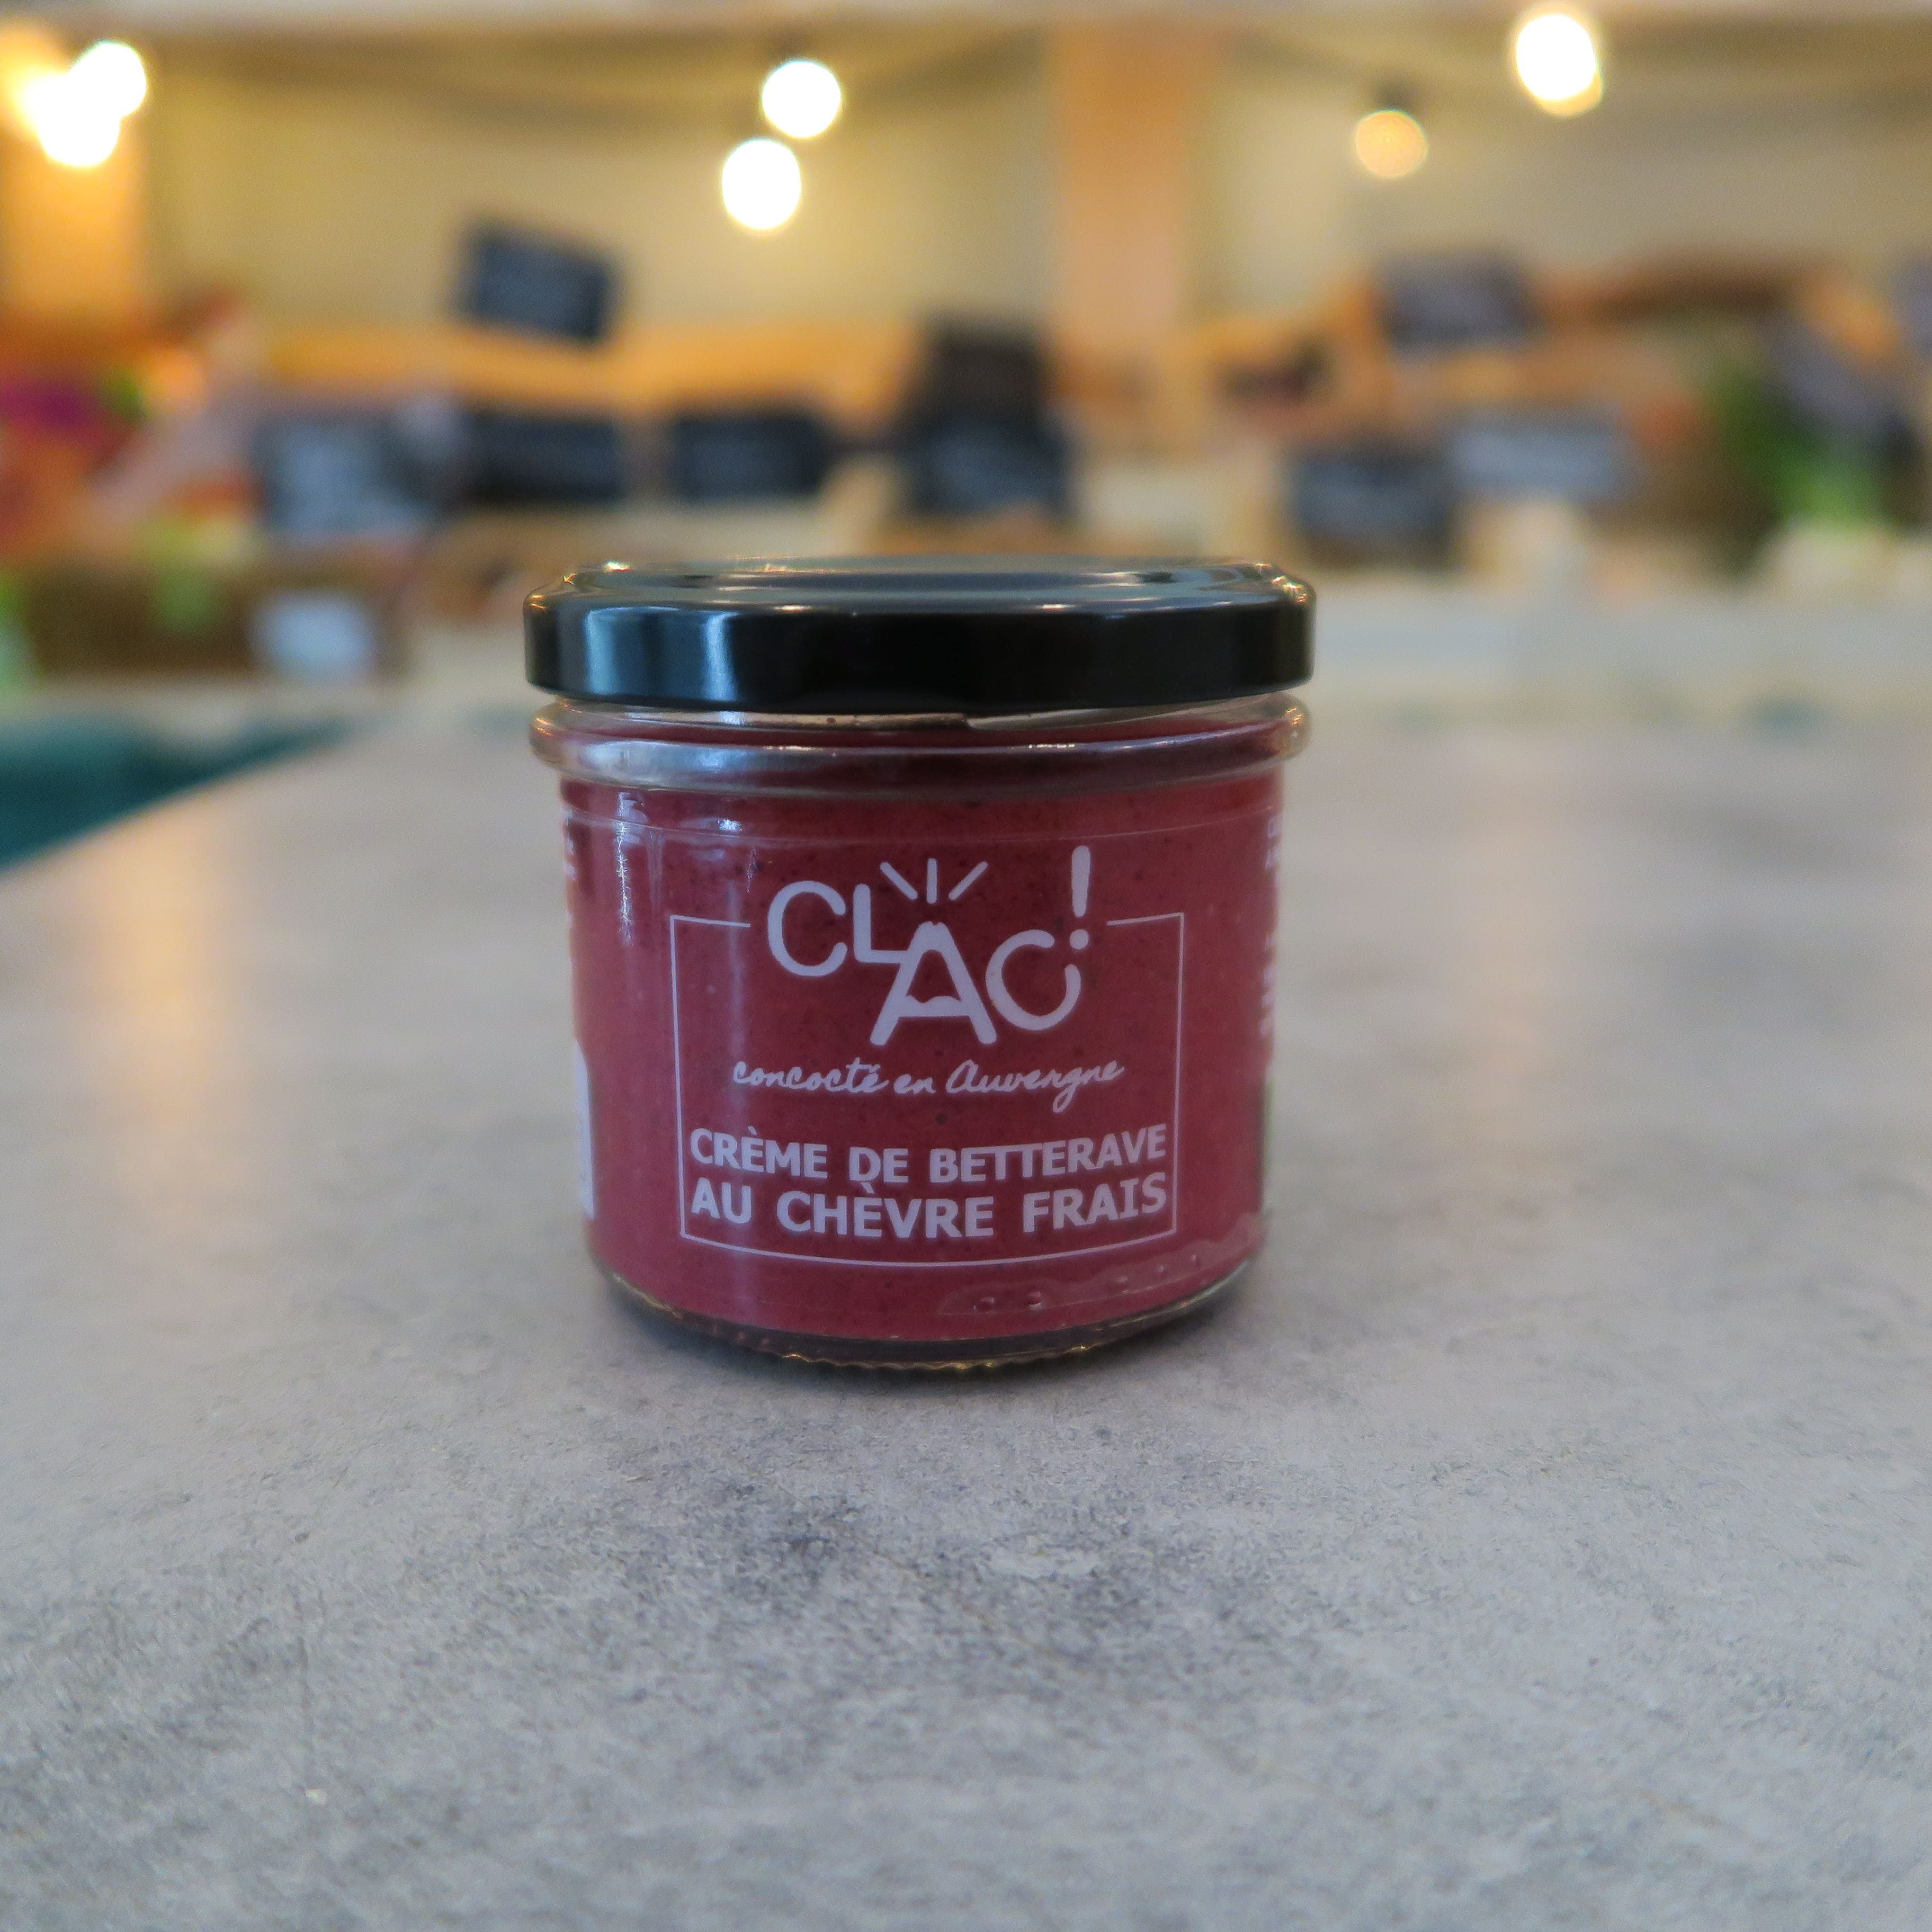 CLAC!
concocté en Auvergne
CRÈME DE BETTERAVE
AU CHÈVRE FRAIS